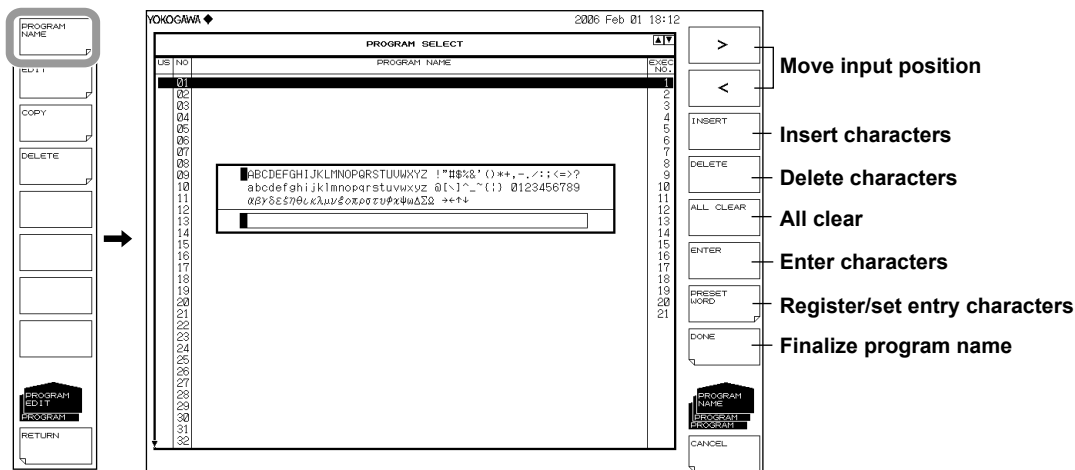 PROGRAM
NAME
EDIT
COPY
DELETE
PROGRAM
EDIT
PROGRAM
RETURN
YOKOGAWA ◆ 2006 Feb 01 18:12
PROGRAM SELECT ▲▼
US NO PROGRAM NAME EXEC NO.
01 1
02 2
03 3
04 4
05 5
06 6
07 7
08 8
09 9
10 10
11 11
12 12
13 13
14 14
15 15
16 16
17 17
18 18
19 19
20 20
21 21
22
23
24
25
26
27
28
29
30
31
32
ABCDEFGHIJKLMNOPQRSTUVWXYZ !"#$%&'()*+,-./:;<=>?
abcdefghijklmnopqrstuvwxyz @[\]^_~{¦} 0123456789
αβγδεζηθικλμνξοπροτυφχψωΔΣΩ →←↑↓
>
<
Move input position
INSERT
Insert characters
DELETE
Delete characters
ALL CLEAR
All clear
ENTER
Enter characters
PRESET
WORD
Register/set entry characters
DONE
Finalize program name
PROGRAM
NAME
PROGRAM
PROGRAM
CANCEL